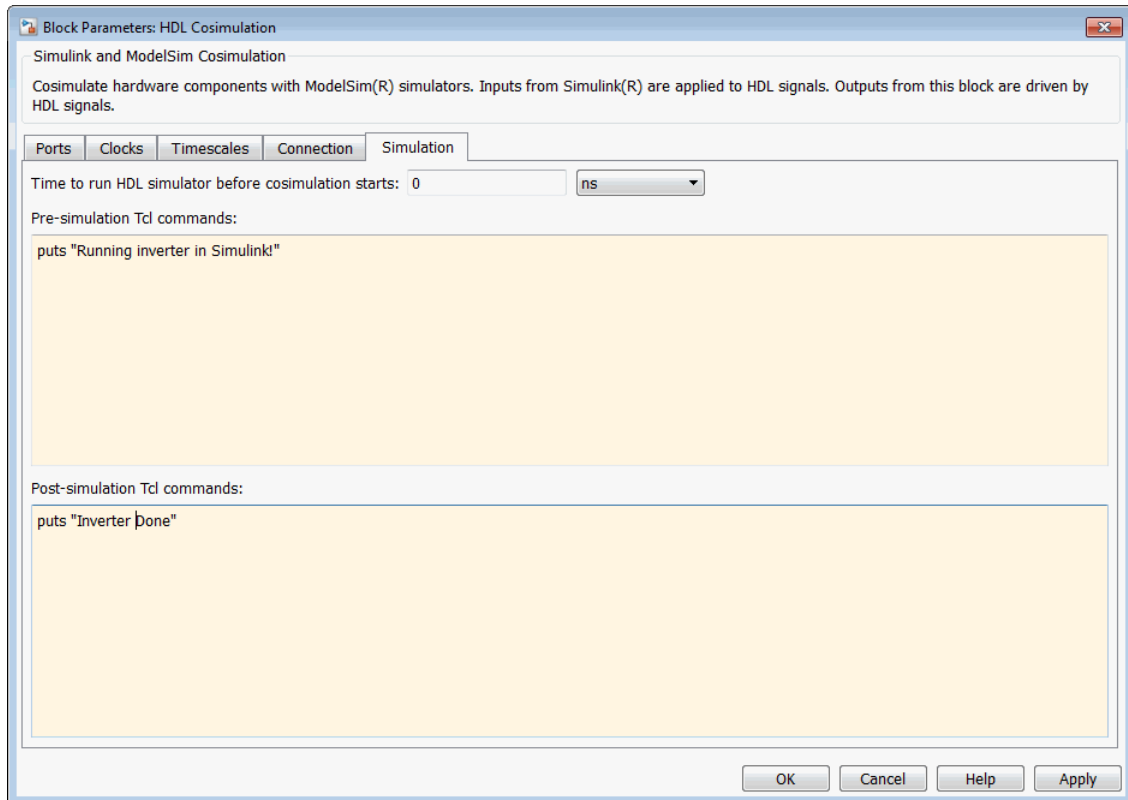 Block Parameters: HDL Cosimulation
Simulink and ModelSim Cosimulation
Cosimulate hardware components with ModelSim(R) simulators. Inputs from Simulink(R) are applied to HDL signals. Outputs from this block are driven by
HDL signals.
Ports Clocks Timescales Connection Simulation
Time to run HDL simulator before cosimulation starts: 0 ns
Pre-simulation Tcl commands:
puts "Running inverter in Simulink!"
Post-simulation Tcl commands:
puts "Inverter Done"
OK Cancel Help Apply